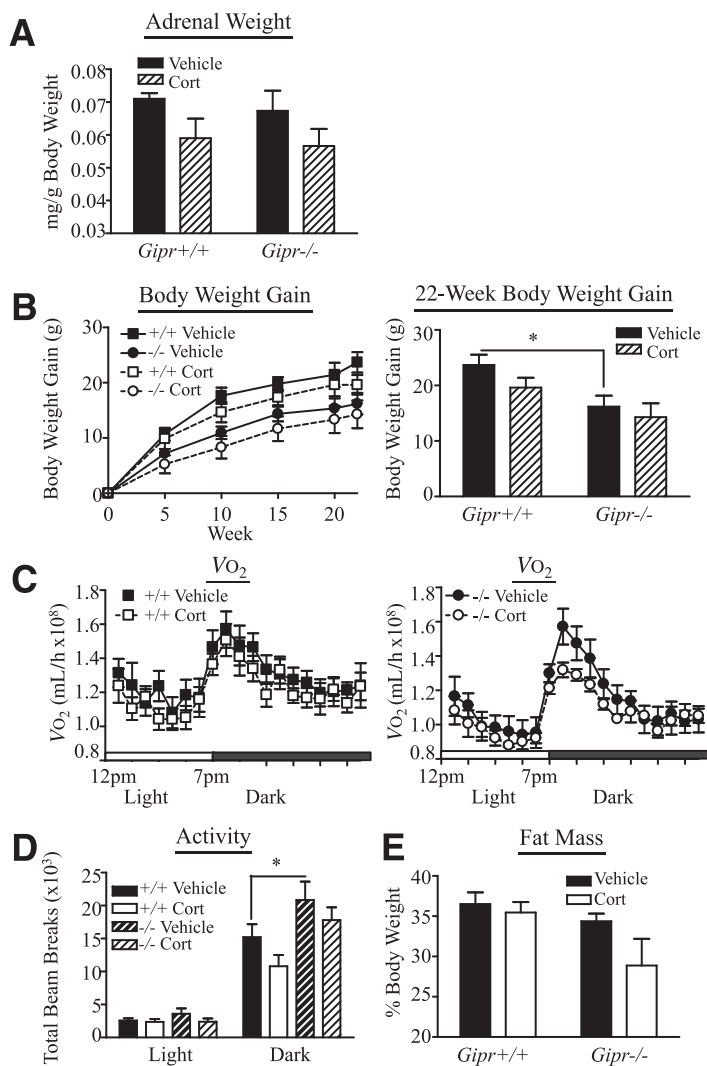 A
Adrenal Weight
Vehicle
Cort
mg/g Body Weight
0.08
0.07
0.06
0.05
0.04
0.03
Gipr+/+
Gipr-/-
B
Body Weight Gain
+/+ Vehicle
-/- Vehicle
+/+ Cort
-/- Cort
Body Weight Gain (g)
30
20
10
0
0 5 10 15 20
Week
22-Week Body Weight Gain
Vehicle
Cort
*
Body Weight Gain (g)
30
20
10
0
Gipr+/+
Gipr-/-
C
VO2
+/+ Vehicle
+/+ Cort
VO2 (mL/h x10⁸)
1.8
1.6
1.4
1.2
1.0
0.8
12pm 7pm
Light Dark
VO2
-/- Vehicle
-/- Cort
VO2 (mL/h x10⁸)
1.8
1.6
1.4
1.2
1.0
0.8
12pm 7pm
Light Dark
D
Activity
+/+ Vehicle
+/+ Cort
-/- Vehicle
-/- Cort
*
Total Beam Breaks (x10³)
25
20
15
10
5
0
Light Dark
E
Fat Mass
Vehicle
Cort
% Body Weight
40
35
30
25
20
Gipr+/+
Gipr-/-